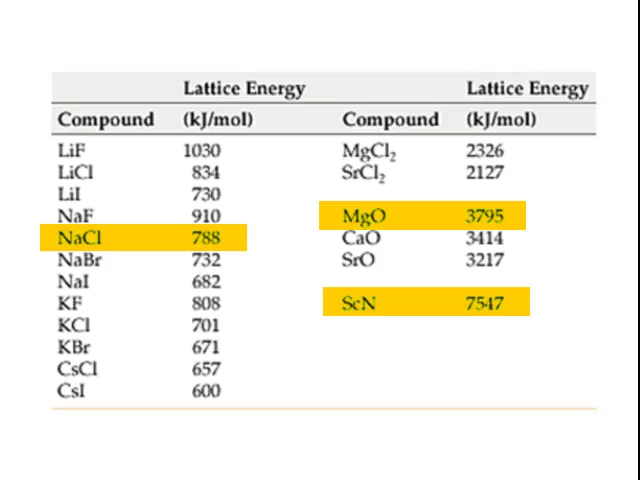 Lattice Energy Lattice Energy
Compound (kJ/mol) Compound (kJ/mol)
LiF 1030 MgCl₂ 2326
LiCl 834 SrCl₂ 2127
LiI 730
NaF 910 MgO 3795
NaCl 788 CaO 3414
NaBr 732 SrO 3217
NaI 682
KF 808 ScN 7547
KCl 701
KBr 671
CsCl 657
CsI 600